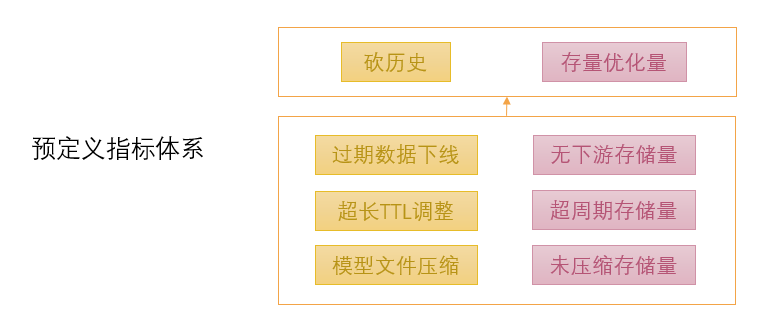 砍历史 存量优化量
预定义指标体系
过期数据下线 无下游存储量
超长TTL调整 超周期存储量
模型文件压缩 未压缩存储量